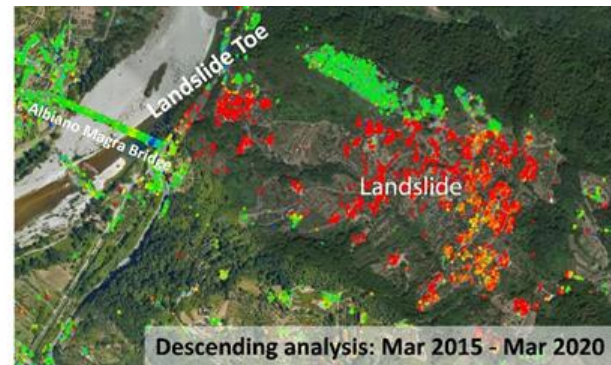 Landslide Toe
Albiano Magra Bridge
Landslide
Descending analysis: Mar 2015 - Mar 2020